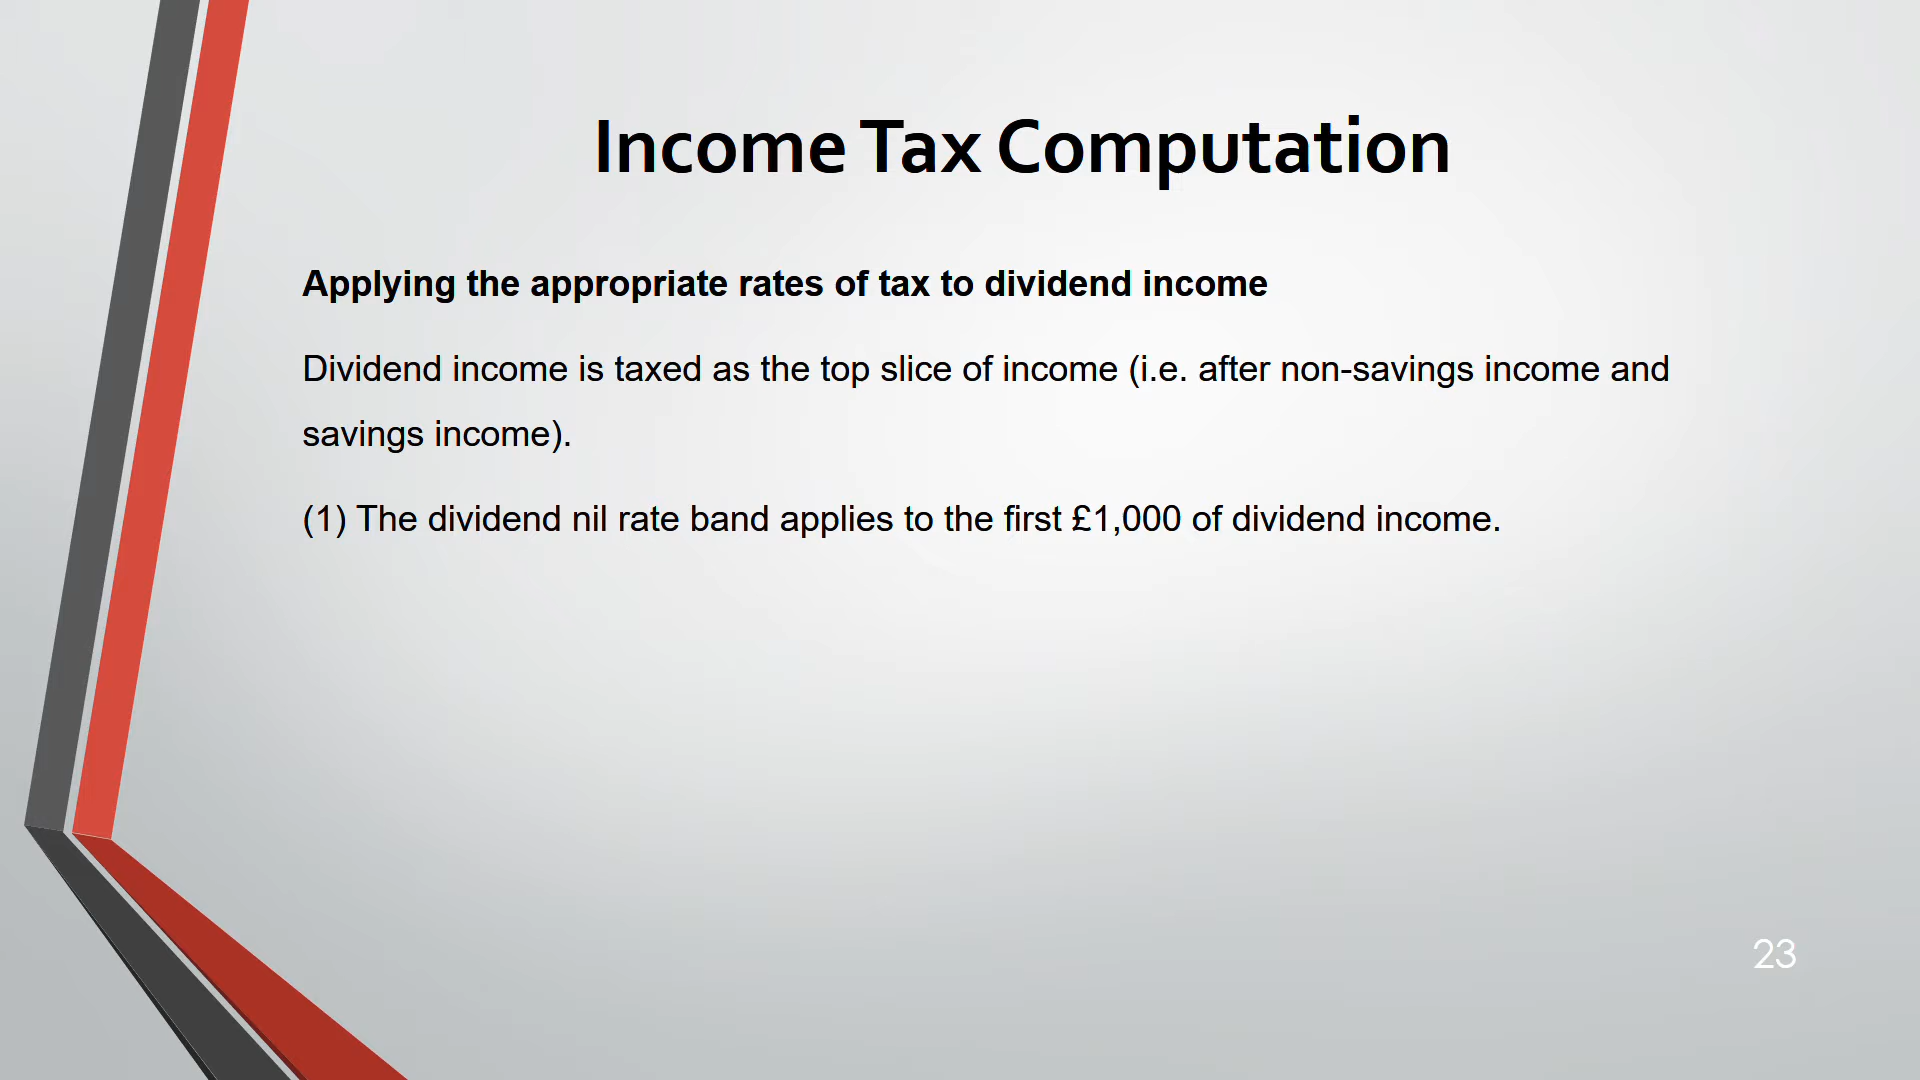 Income Tax Computation
Applying the appropriate rates of tax to dividend income
Dividend income is taxed as the top slice of income (i.e. after non-savings income and
savings income).
(1) The dividend nil rate band applies to the first £1,000 of dividend income.
23